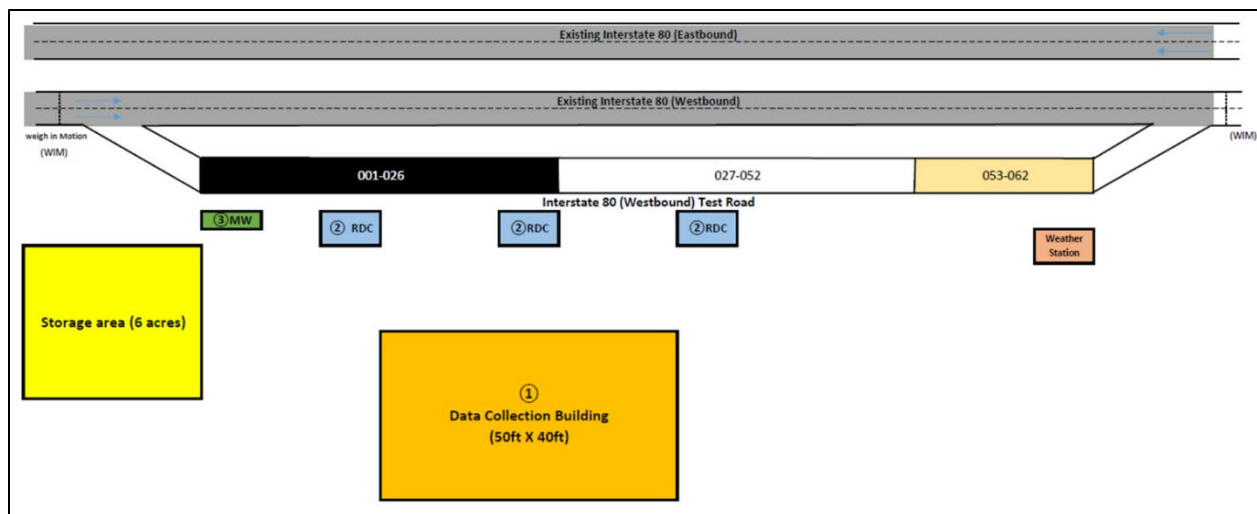 Existing Interstate 80 (Eastbound)
Existing Interstate 80 (Westbound)
weigh in Motion
(WIM)
(WIM)
001-026
027-052
053-062
Interstate 80 (Westbound) Test Road
③MW
② RDC
②RDC
②RDC
Weather
Station
Storage area (6 acres)
①
Data Collection Building
(50ft X 40ft)